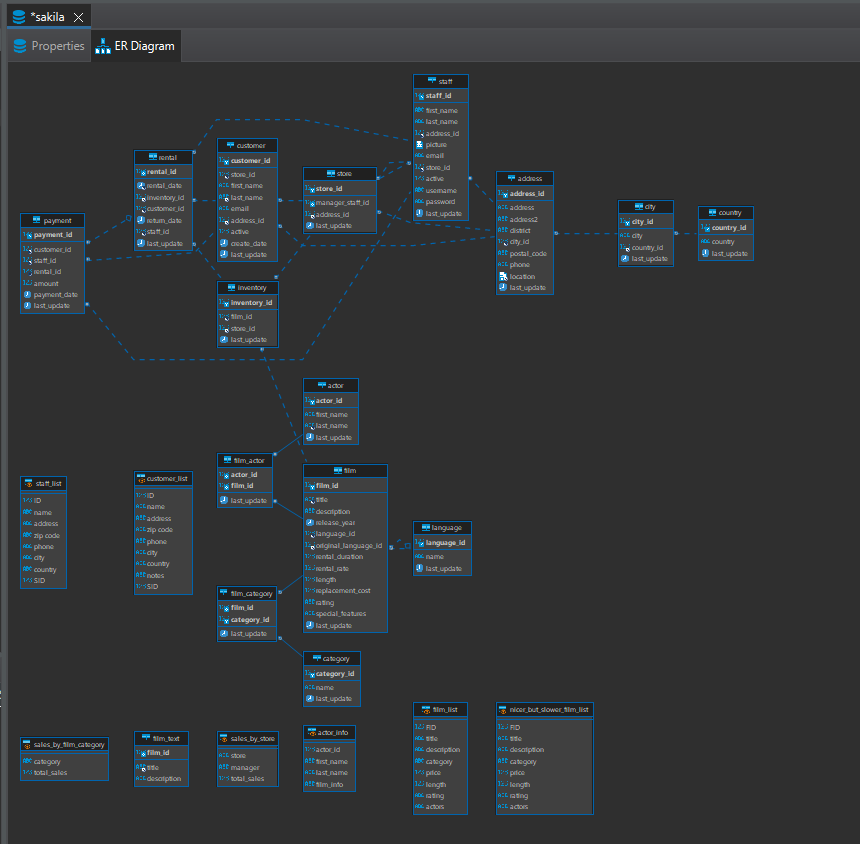 *sakila
Properties
ER Diagram
staff
staff_id
first_name
last_name
address_id
picture
email
store_id
active
username
password
last_update
customer
customer_id
store_id
first_name
last_name
email
address_id
active
create_date
last_update
rental
rental_id
rental_date
inventory_id
customer_id
return_date
staff_id
last_update
store
store_id
manager_staff_id
address_id
last_update
address
address_id
address
address2
district
city_id
postal_code
phone
location
last_update
city
city_id
city
country_id
last_update
country
country_id
country
last_update
payment
payment_id
customer_id
staff_id
rental_id
amount
payment_date
last_update
inventory
inventory_id
film_id
store_id
last_update
actor
actor_id
first_name
last_name
last_update
film_actor
actor_id
film_id
last_update
film
film_id
title
description
release_year
language_id
original_language_id
rental_duration
rental_rate
length
replacement_cost
rating
special_features
last_update
language
language_id
name
last_update
staff_list
ID
name
address
zip code
phone
city
country
SID
customer_list
ID
name
address
zip code
phone
city
country
notes
SID
film_category
film_id
category_id
last_update
category
category_id
name
last_update
film_list
FID
title
description
category
price
length
rating
actors
nicer_but_slower_film_list
FID
title
description
category
price
length
rating
actors
sales_by_film_category
category
total_sales
film_text
film_id
title
description
sales_by_store
store
manager
total_sales
actor_info
actor_id
first_name
last_name
film_info